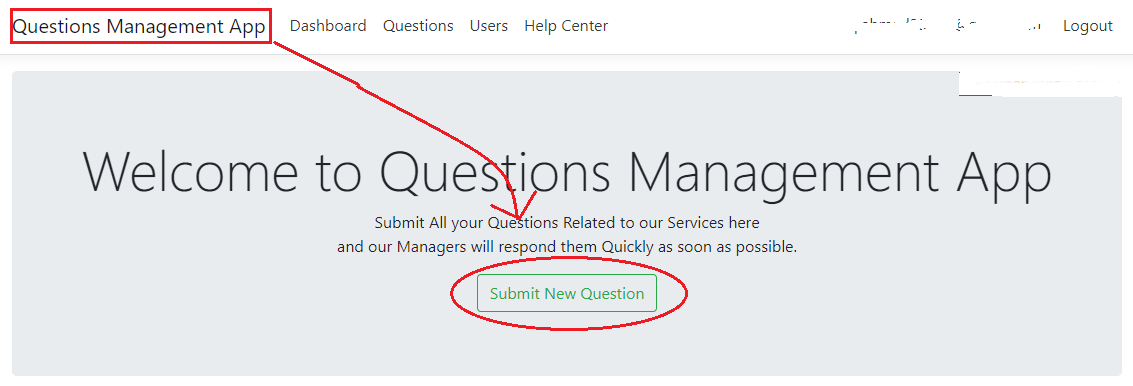 Questions Management App Dashboard Questions Users Help Center Logout
Welcome to Questions Management App
Submit All your Questions Related to our Services here
and our Managers will respond them Quickly as soon as possible.
Submit New Question